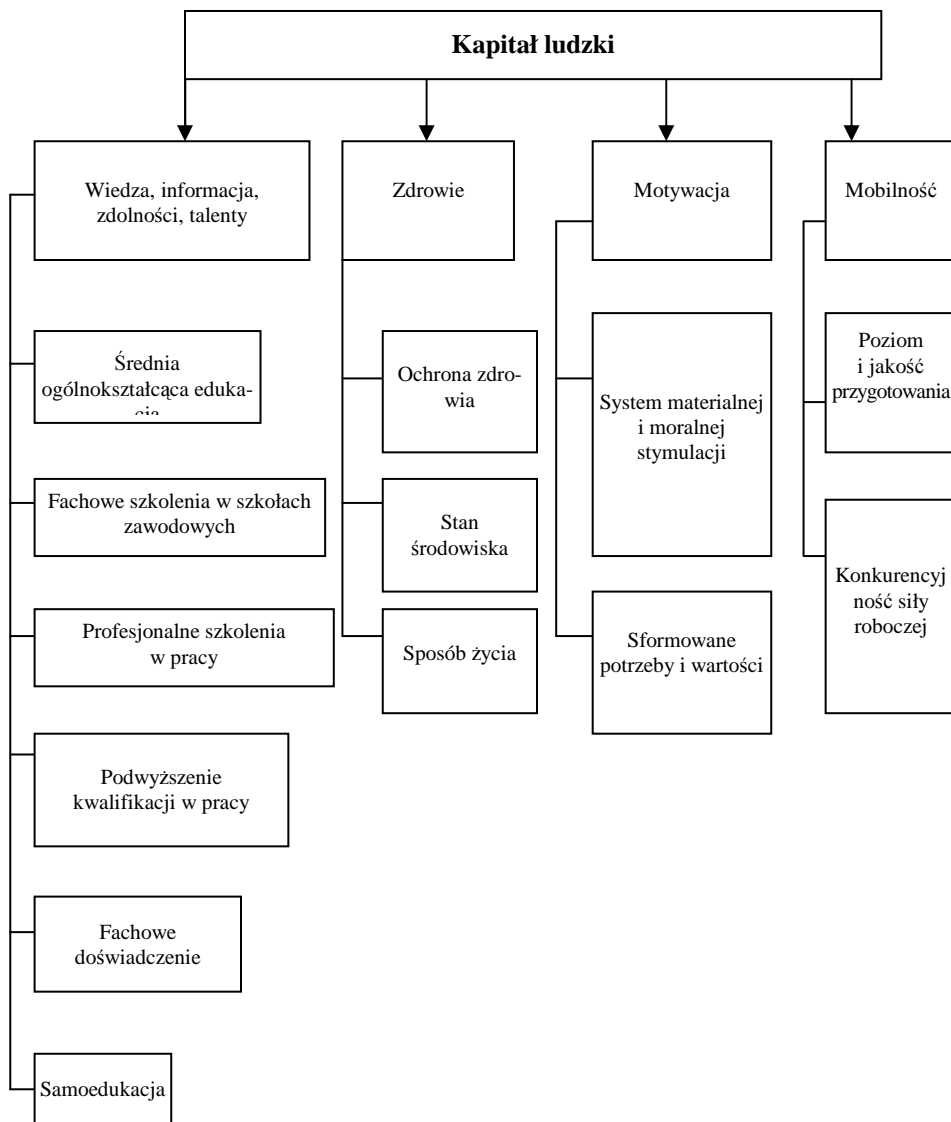 Kapitał ludzki
Wiedza, informacja,
zdolności, talenty
Zdrowie
Motywacja
Mobilność
Średnia
ogólnokształcąca eduka-
cja
Fachowe szkolenia w szkołach
zawodowych
Profesjonalne szkolenia
w pracy
Podwyższenie
kwalifikacji w pracy
Fachowe
doświadczenie
Samoedukacja
Ochrona zdro-
wia
Stan
środowiska
Sposób życia
System materialnej
i moralnej
stymulacji
Sformowane
potrzeby i wartości
Poziom
i jakość
przygotowania
Konkurencyj
ność siły
roboczej